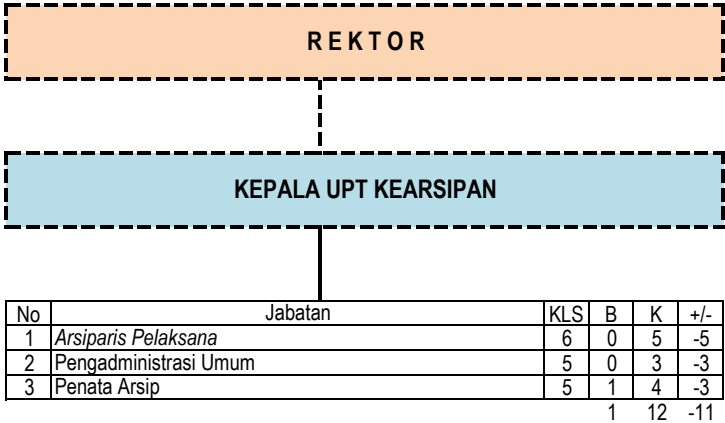 R E K T O R
KEPALA UPT KEARSIPAN
No Jabatan KLS B K +/-
1 Arsiparis Pelaksana 6 0 5 -5
2 Pengadministrasi Umum 5 0 3 -3
3 Penata Arsip 5 1 4 -3
1 12 -11